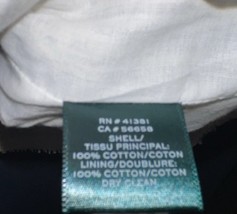 RN # 41381
CA # 56658
SHELL/
TISSU PRINCIPAL:
100% COTTON/COTON
LINING/DOUBLURE:
100% COTTON/COTON
DRY CLEAN